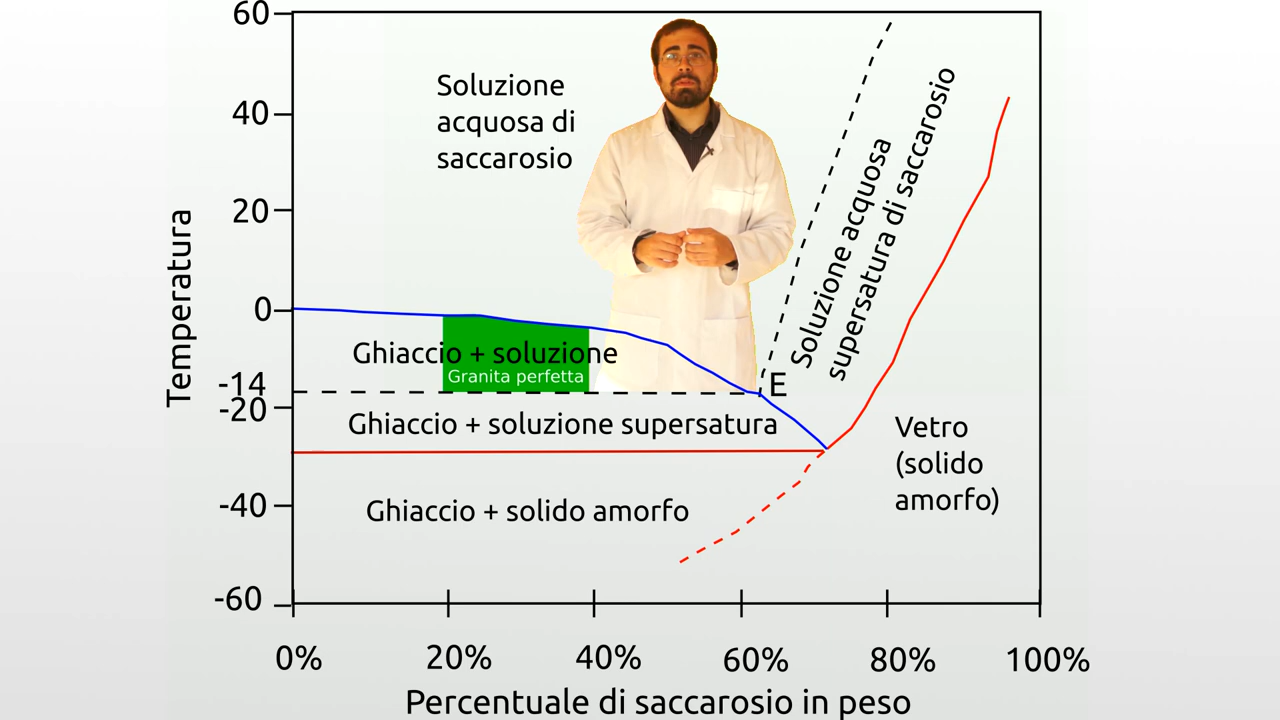 60
40
20
0
-14
-20
-40
-60
Temperatura
Soluzione
acquosa di
saccarosio
Soluzione acquosa
supersatura di saccarosio
Ghiaccio + soluzione
Granita perfetta
E
Ghiaccio + soluzione supersatura
Vetro
(solido
amorfo)
Ghiaccio + solido amorfo
0% 20% 40% 60% 80% 100%
Percentuale di saccarosio in peso